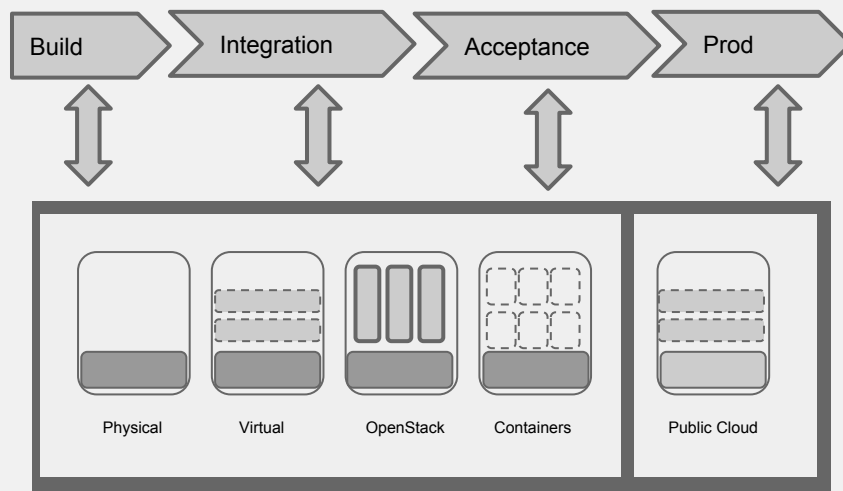 Build
Integration
Acceptance
Prod
Physical
Virtual
OpenStack
Containers
Public Cloud